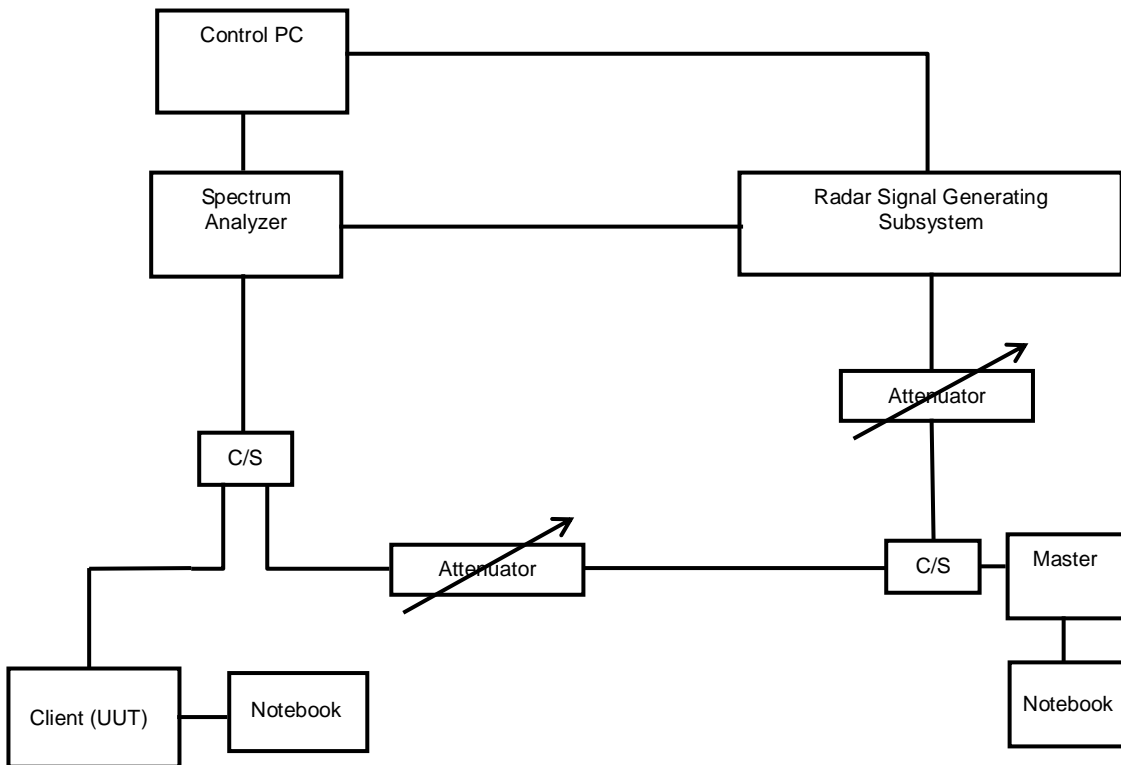 Control PC
Spectrum
Analyzer
Radar Signal Generating
Subsystem
Attenuator
C/S
Attenuator
C/S
Master
Client (UUT)
Notebook
Notebook